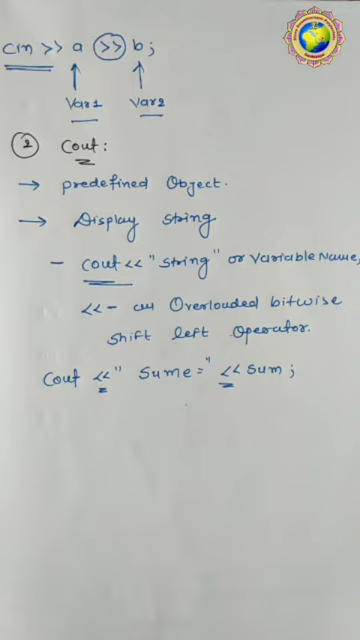 cin >> a >> b;
Var1 Var2
2 Cout:
→ predefined Object.
→ Display string
- cout << "string" or VariableName;
<< - an Overloaded bitwise
shift left Operator.
Cout << " Sume = " << Sum;